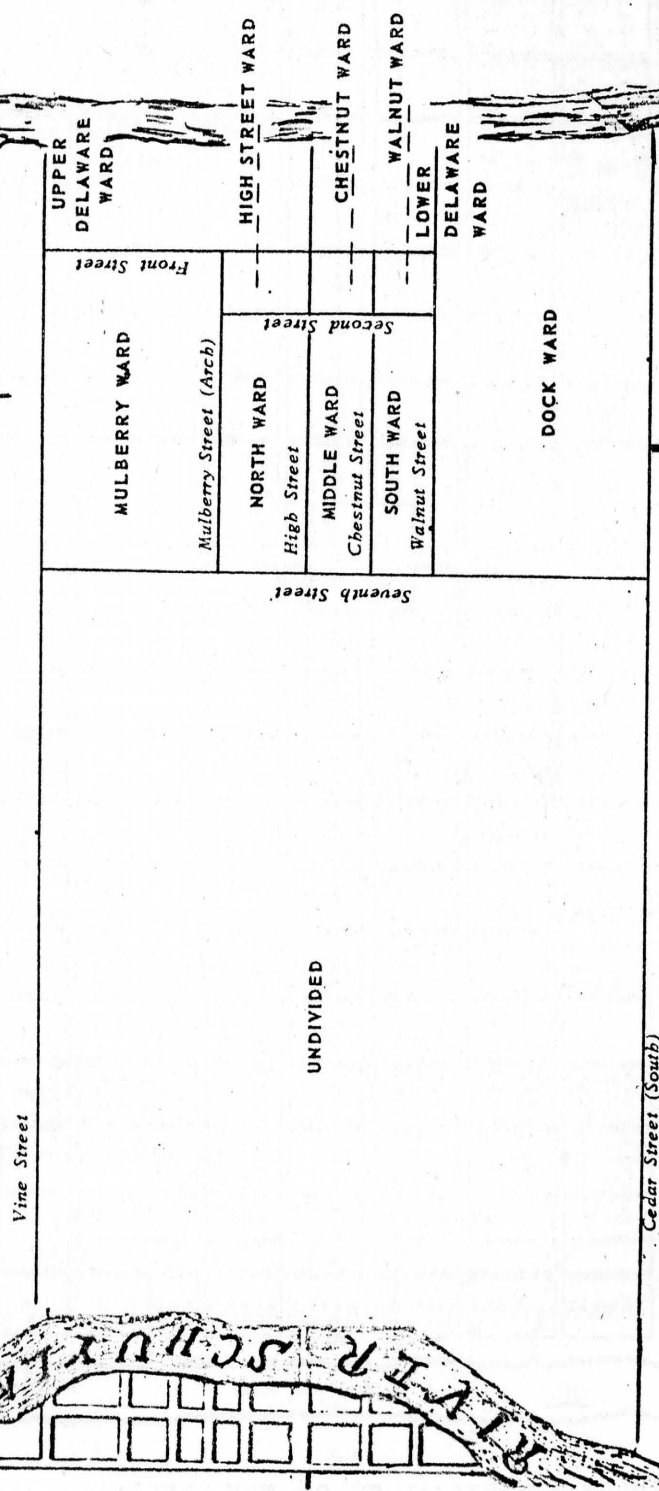 UPPER
DELAWARE
WARD
HIGH STREET WARD
CHESTNUT WARD
WALNUT WARD
LOWER
DELAWARE
WARD
Front Street
Second Street
MULBERRY WARD
Mulberry Street (Arch)
NORTH WARD
High Street
MIDDLE WARD
Chestnut Street
SOUTH WARD
Walnut Street
DOCK WARD
Seventh Street
UNDIVIDED
Vine Street
Cedar Street (South)
RIVER SCHUYLK